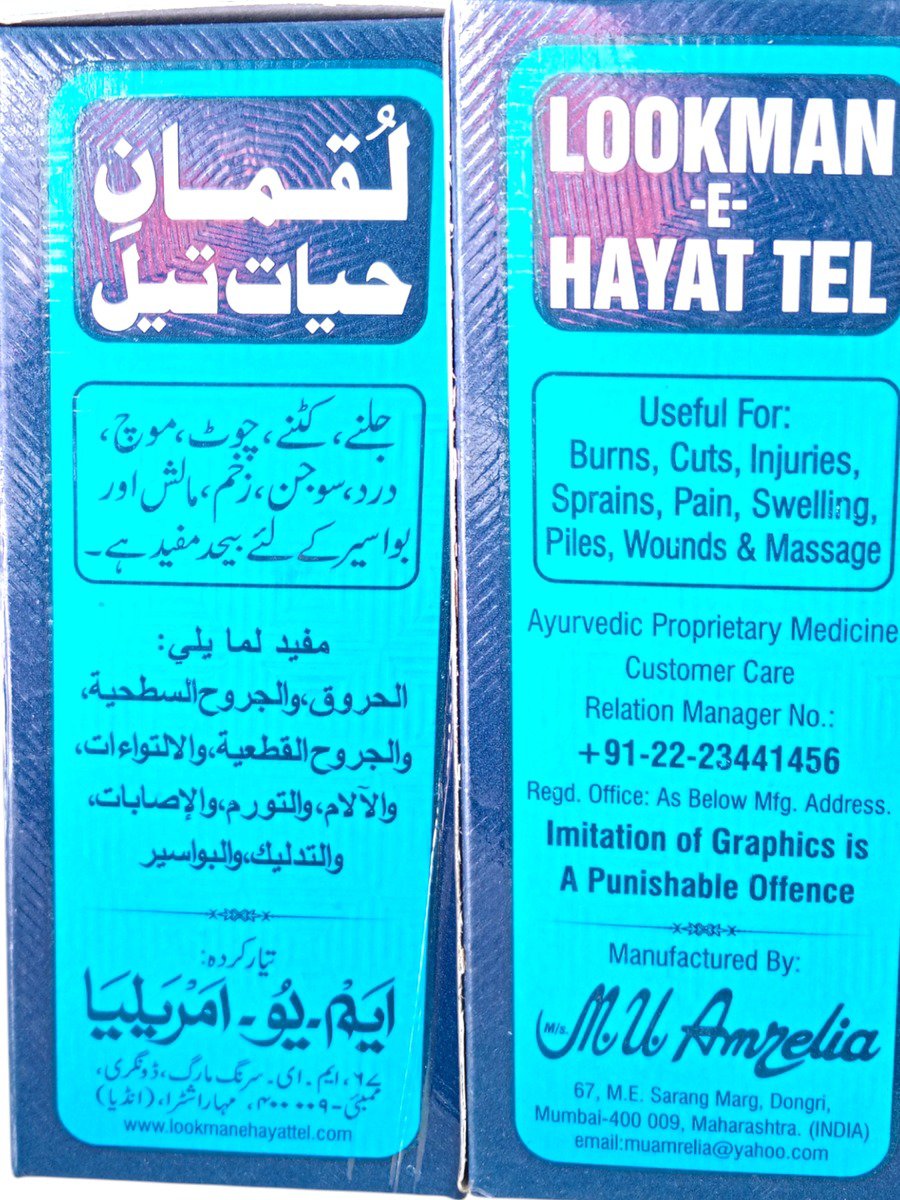 لُقمانِ
حیات تیل
جلنے، کٹنے، چوٹ، موچ،
درد، سوجن، زخم، مالش اور
بواسیر کے لئے بیحد مفید ہے۔
مفيد لما يلي:
الحروق، والجروح السطحية،
والجروح القطعية، والالتواءات،
والآلام، والتورم، والإصابات،
والتدليك، والبواسير
تیار کردہ:
ایم۔یو۔امریلیا
۶۷، ایم۔ ای۔ سرنگ مارگ، ڈونگری،
ممبئی-۴۰۰۰۰۹، مہاراشٹرا، (انڈیا)
www.lookmanehayattel.com
LOOKMAN
-E-
HAYAT TEL
Useful For:
Burns, Cuts, Injuries,
Sprains, Pain, Swelling,
Piles, Wounds & Massage
Ayurvedic Proprietary Medicine
Customer Care
Relation Manager No.:
+91-22-23441456
Regd. Office: As Below Mfg. Address.
Imitation of Graphics is
A Punishable Offence
Manufactured By:
M/s. M. U. Amrelia
67, M.E. Sarang Marg, Dongri,
Mumbai-400 009, Maharashtra. (INDIA)
email:muamrelia@yahoo.com